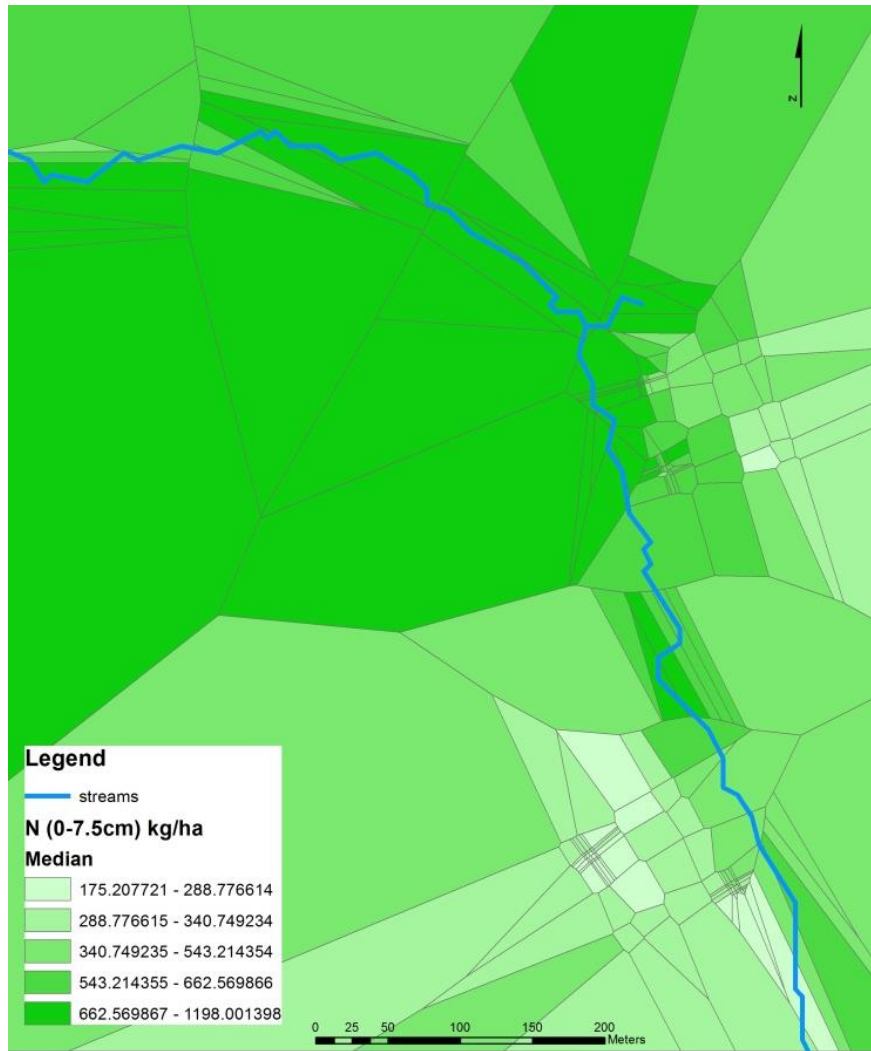 N
Legend
streams
N (0-7.5cm) kg/ha
Median
175.207721 - 288.776614
288.776615 - 340.749234
340.749235 - 543.214354
543.214355 - 662.569866
662.569867 - 1198.001398
0 25 50 100 150 200
Meters